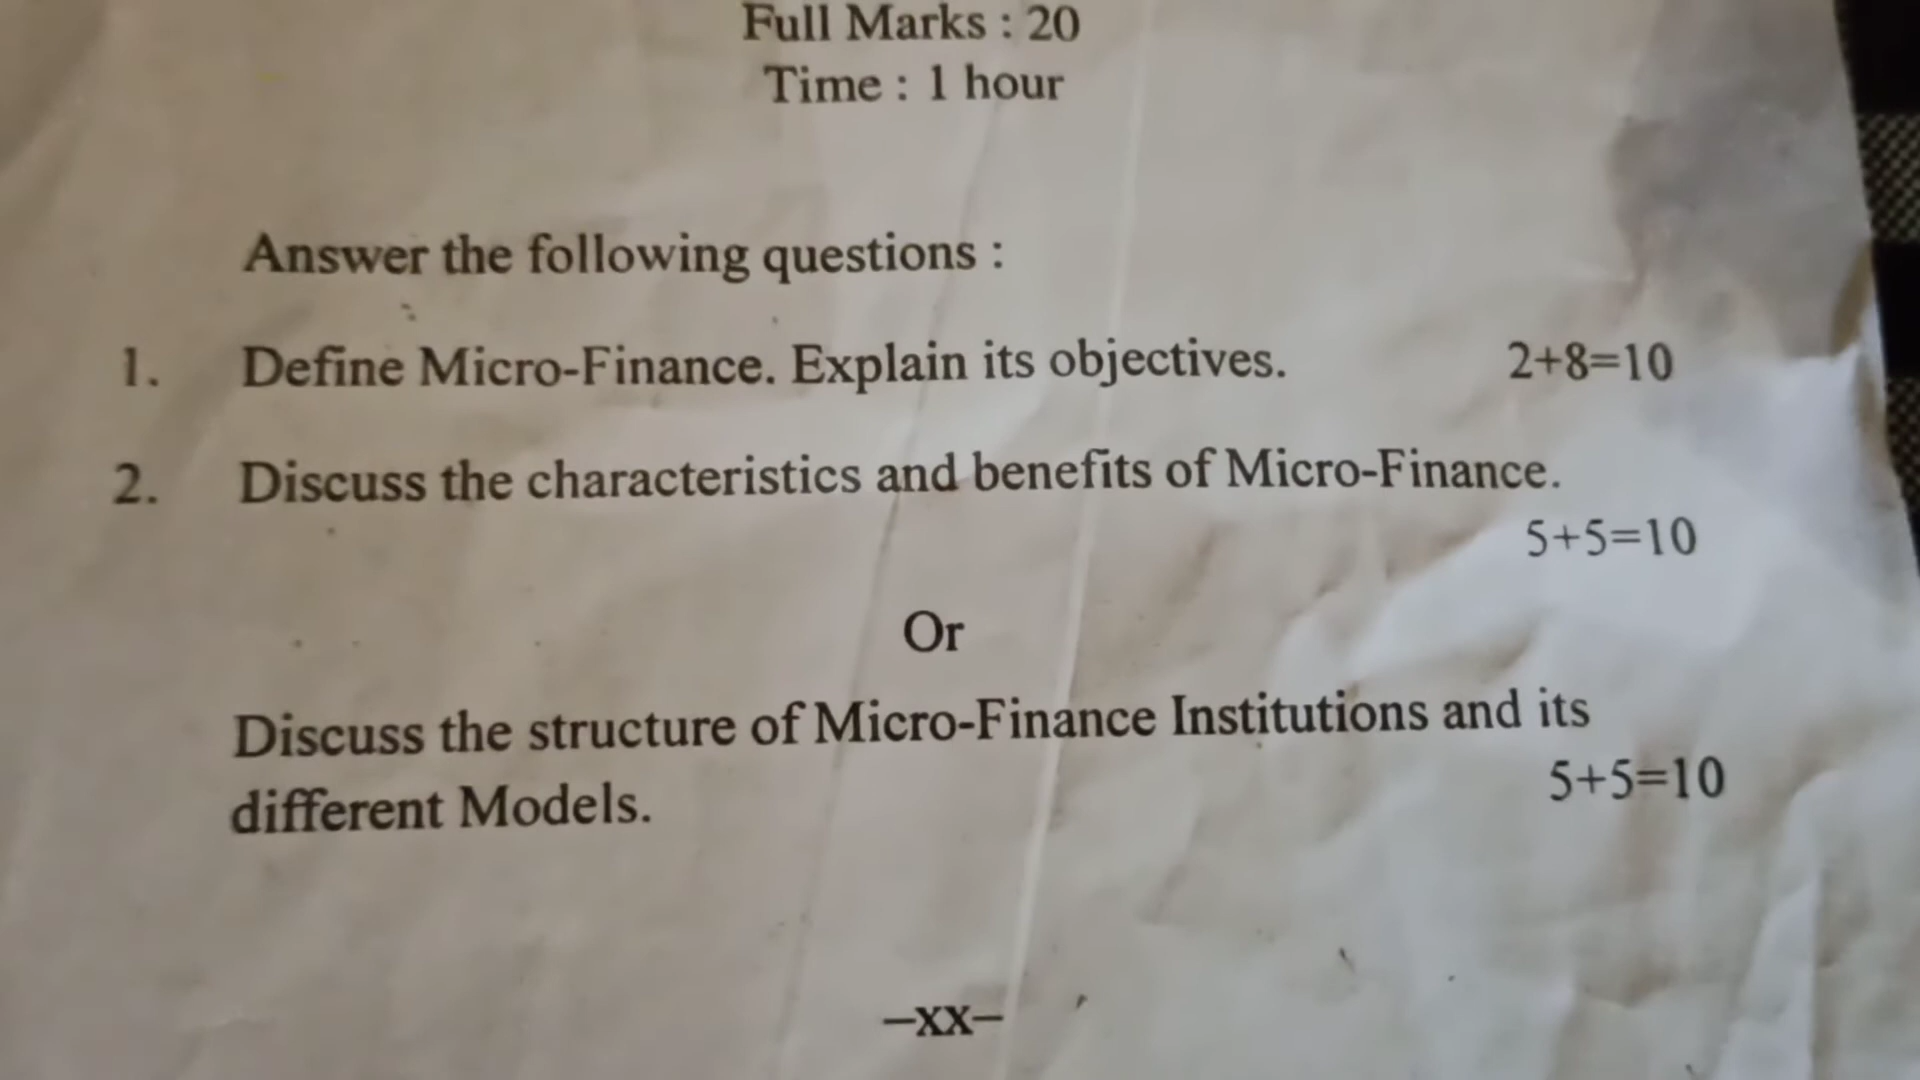 Full Marks : 20
Time : 1 hour
Answer the following questions :
1. Define Micro-Finance. Explain its objectives. 2+8=10
2. Discuss the characteristics and benefits of Micro-Finance.
5+5=10
Or
Discuss the structure of Micro-Finance Institutions and its
different Models. 5+5=10
–xx–